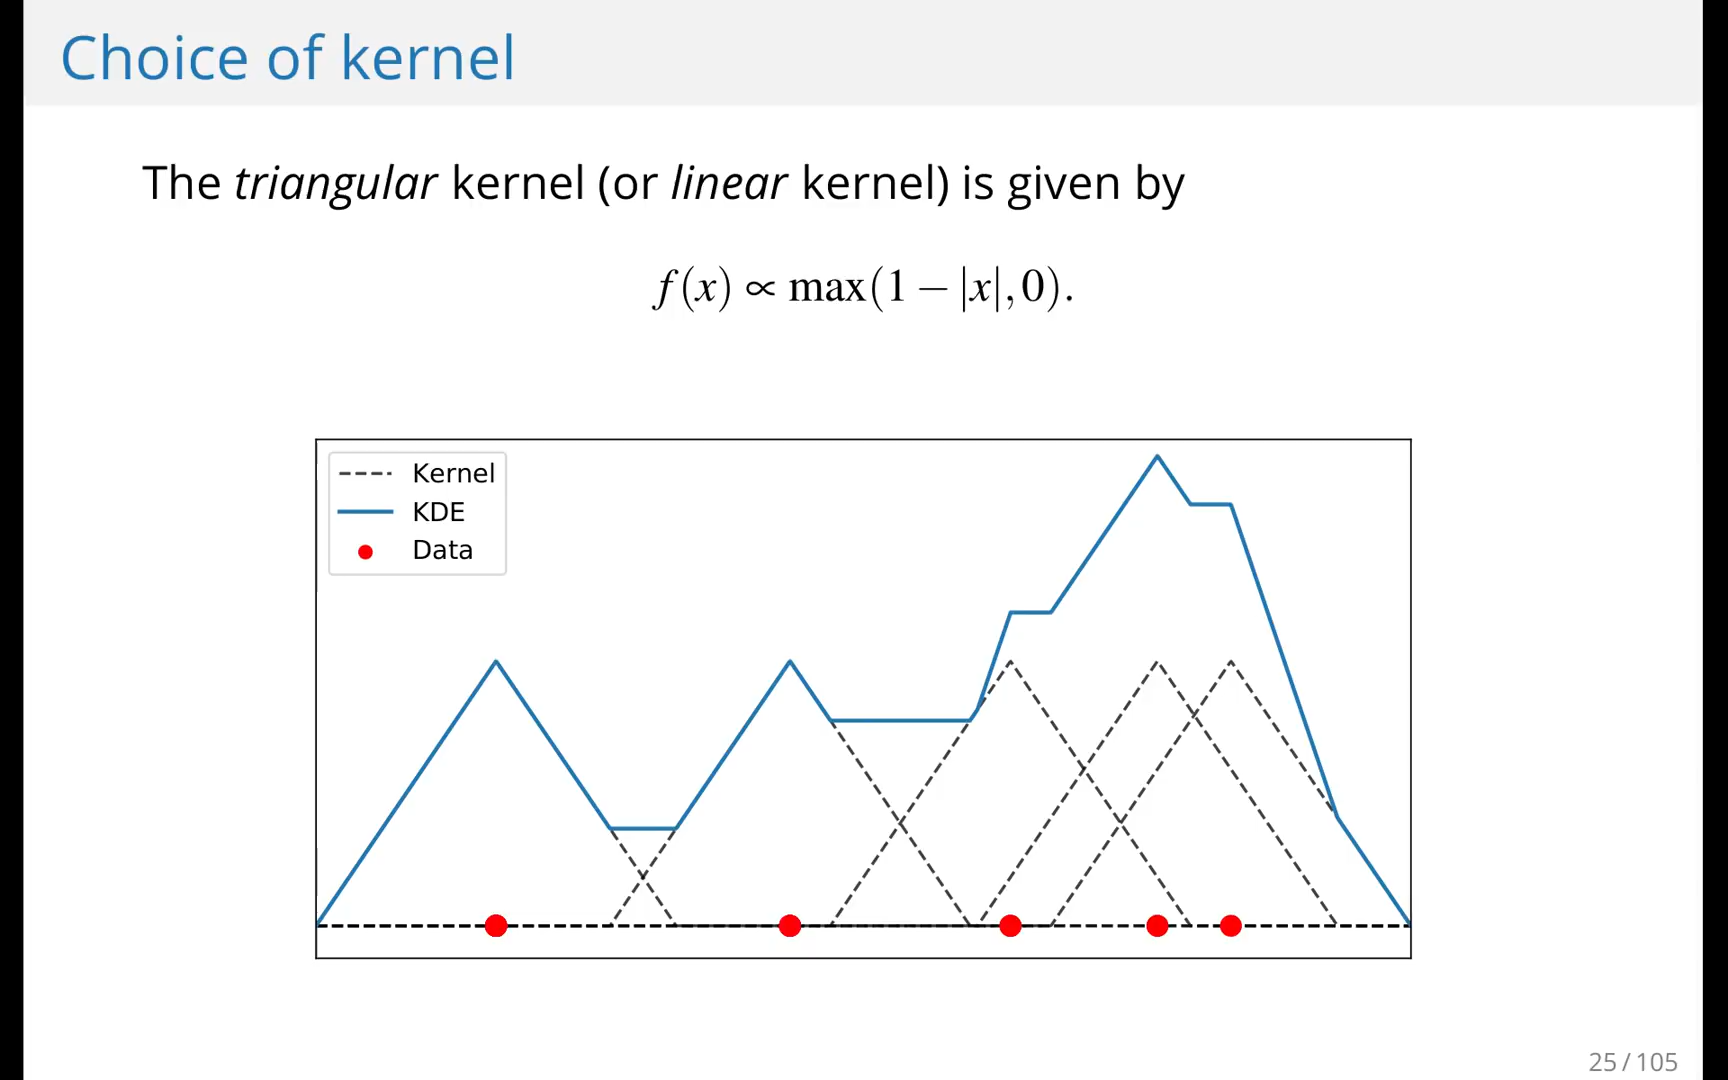 Choice of kernel
The triangular kernel (or linear kernel) is given by
f(x) ∝ max(1 − |x|, 0).
Kernel
KDE
Data
25 / 105